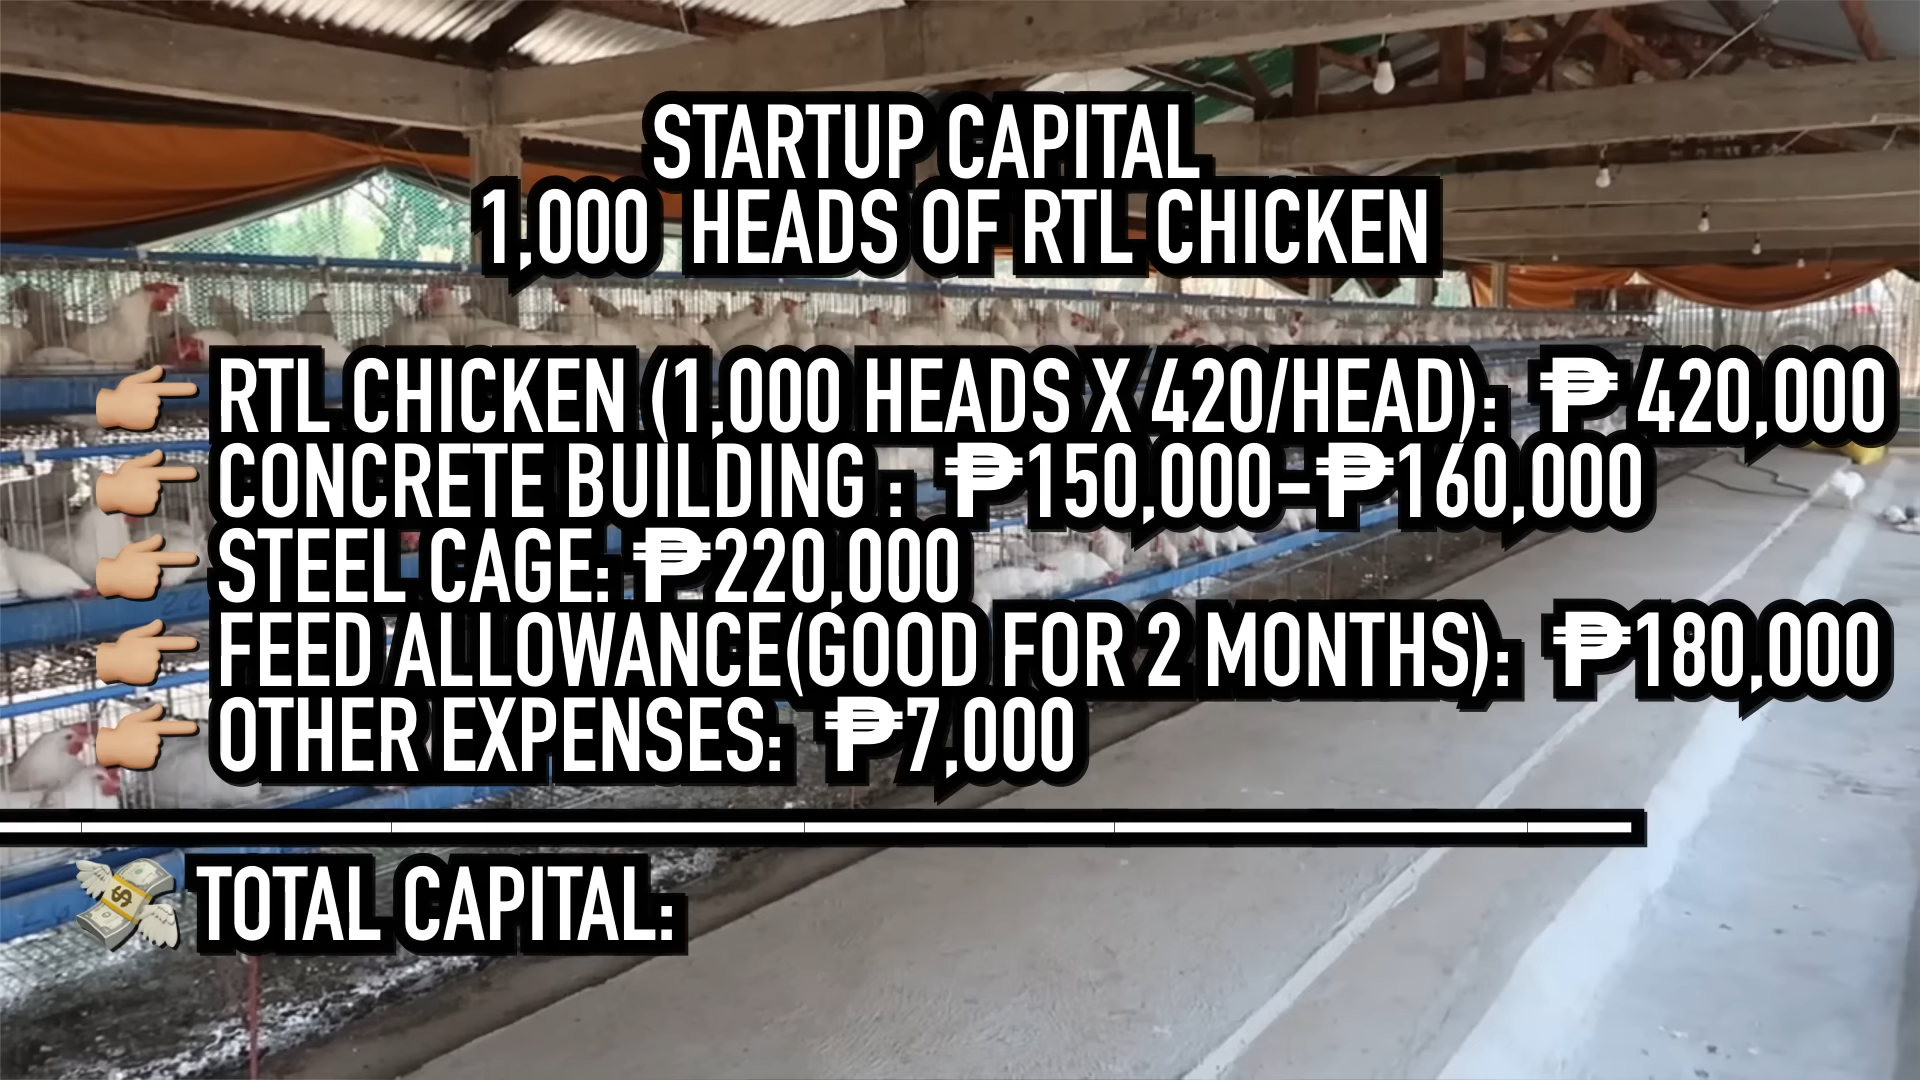 STARTUP CAPITAL
1,000 HEADS OF RTL CHICKEN
👉🏼 RTL CHICKEN (1,000 HEADS X 420/HEAD): ₱ 420,000
👉🏼 CONCRETE BUILDING : ₱150,000-₱160,000
👉🏼 STEEL CAGE: ₱220,000
👉🏼 FEED ALLOWANCE(GOOD FOR 2 MONTHS): ₱180,000
👉🏼 OTHER EXPENSES: ₱7,000
💸 TOTAL CAPITAL: